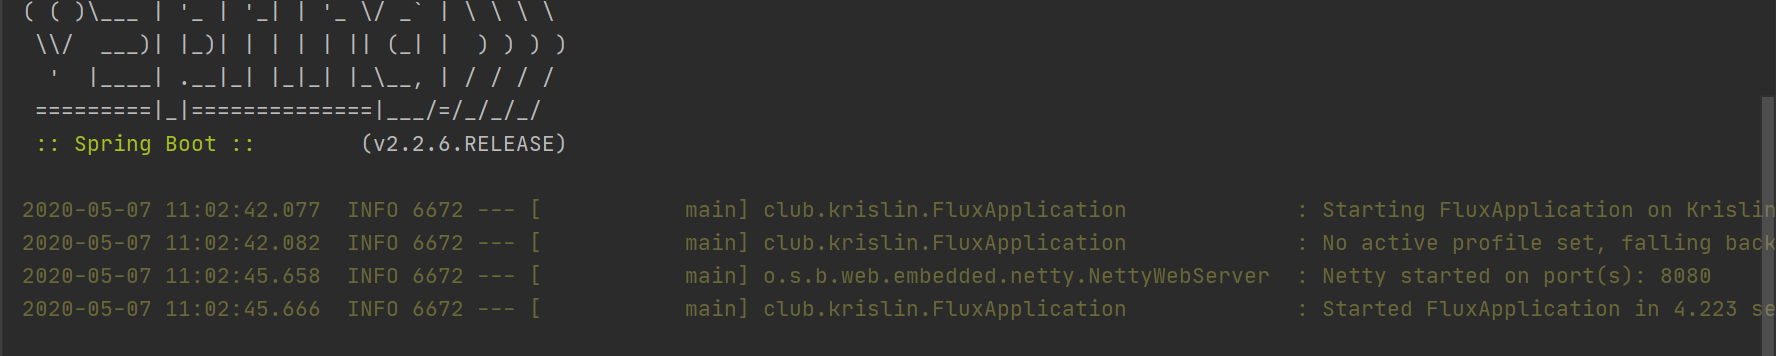 ( ( )\___ | '_ | '_| | '_ \/ _` | \ \ \ \
 \\/  ___)| |_)| | | | | || (_| |  ) ) ) )
  '  |____| .__|_| |_|_| |_\__, | / / / /
 =========|_|==============|___/=/_/_/_/
 :: Spring Boot ::        (v2.2.6.RELEASE)
2020-05-07 11:02:42.077  INFO 6672 --- [           main] club.krislin.FluxApplication             : Starting FluxApplication on Krislin
2020-05-07 11:02:42.082  INFO 6672 --- [           main] club.krislin.FluxApplication             : No active profile set, falling back
2020-05-07 11:02:45.658  INFO 6672 --- [           main] o.s.b.web.embedded.netty.NettyWebServer  : Netty started on port(s): 8080
2020-05-07 11:02:45.666  INFO 6672 --- [           main] club.krislin.FluxApplication             : Started FluxApplication in 4.223 se